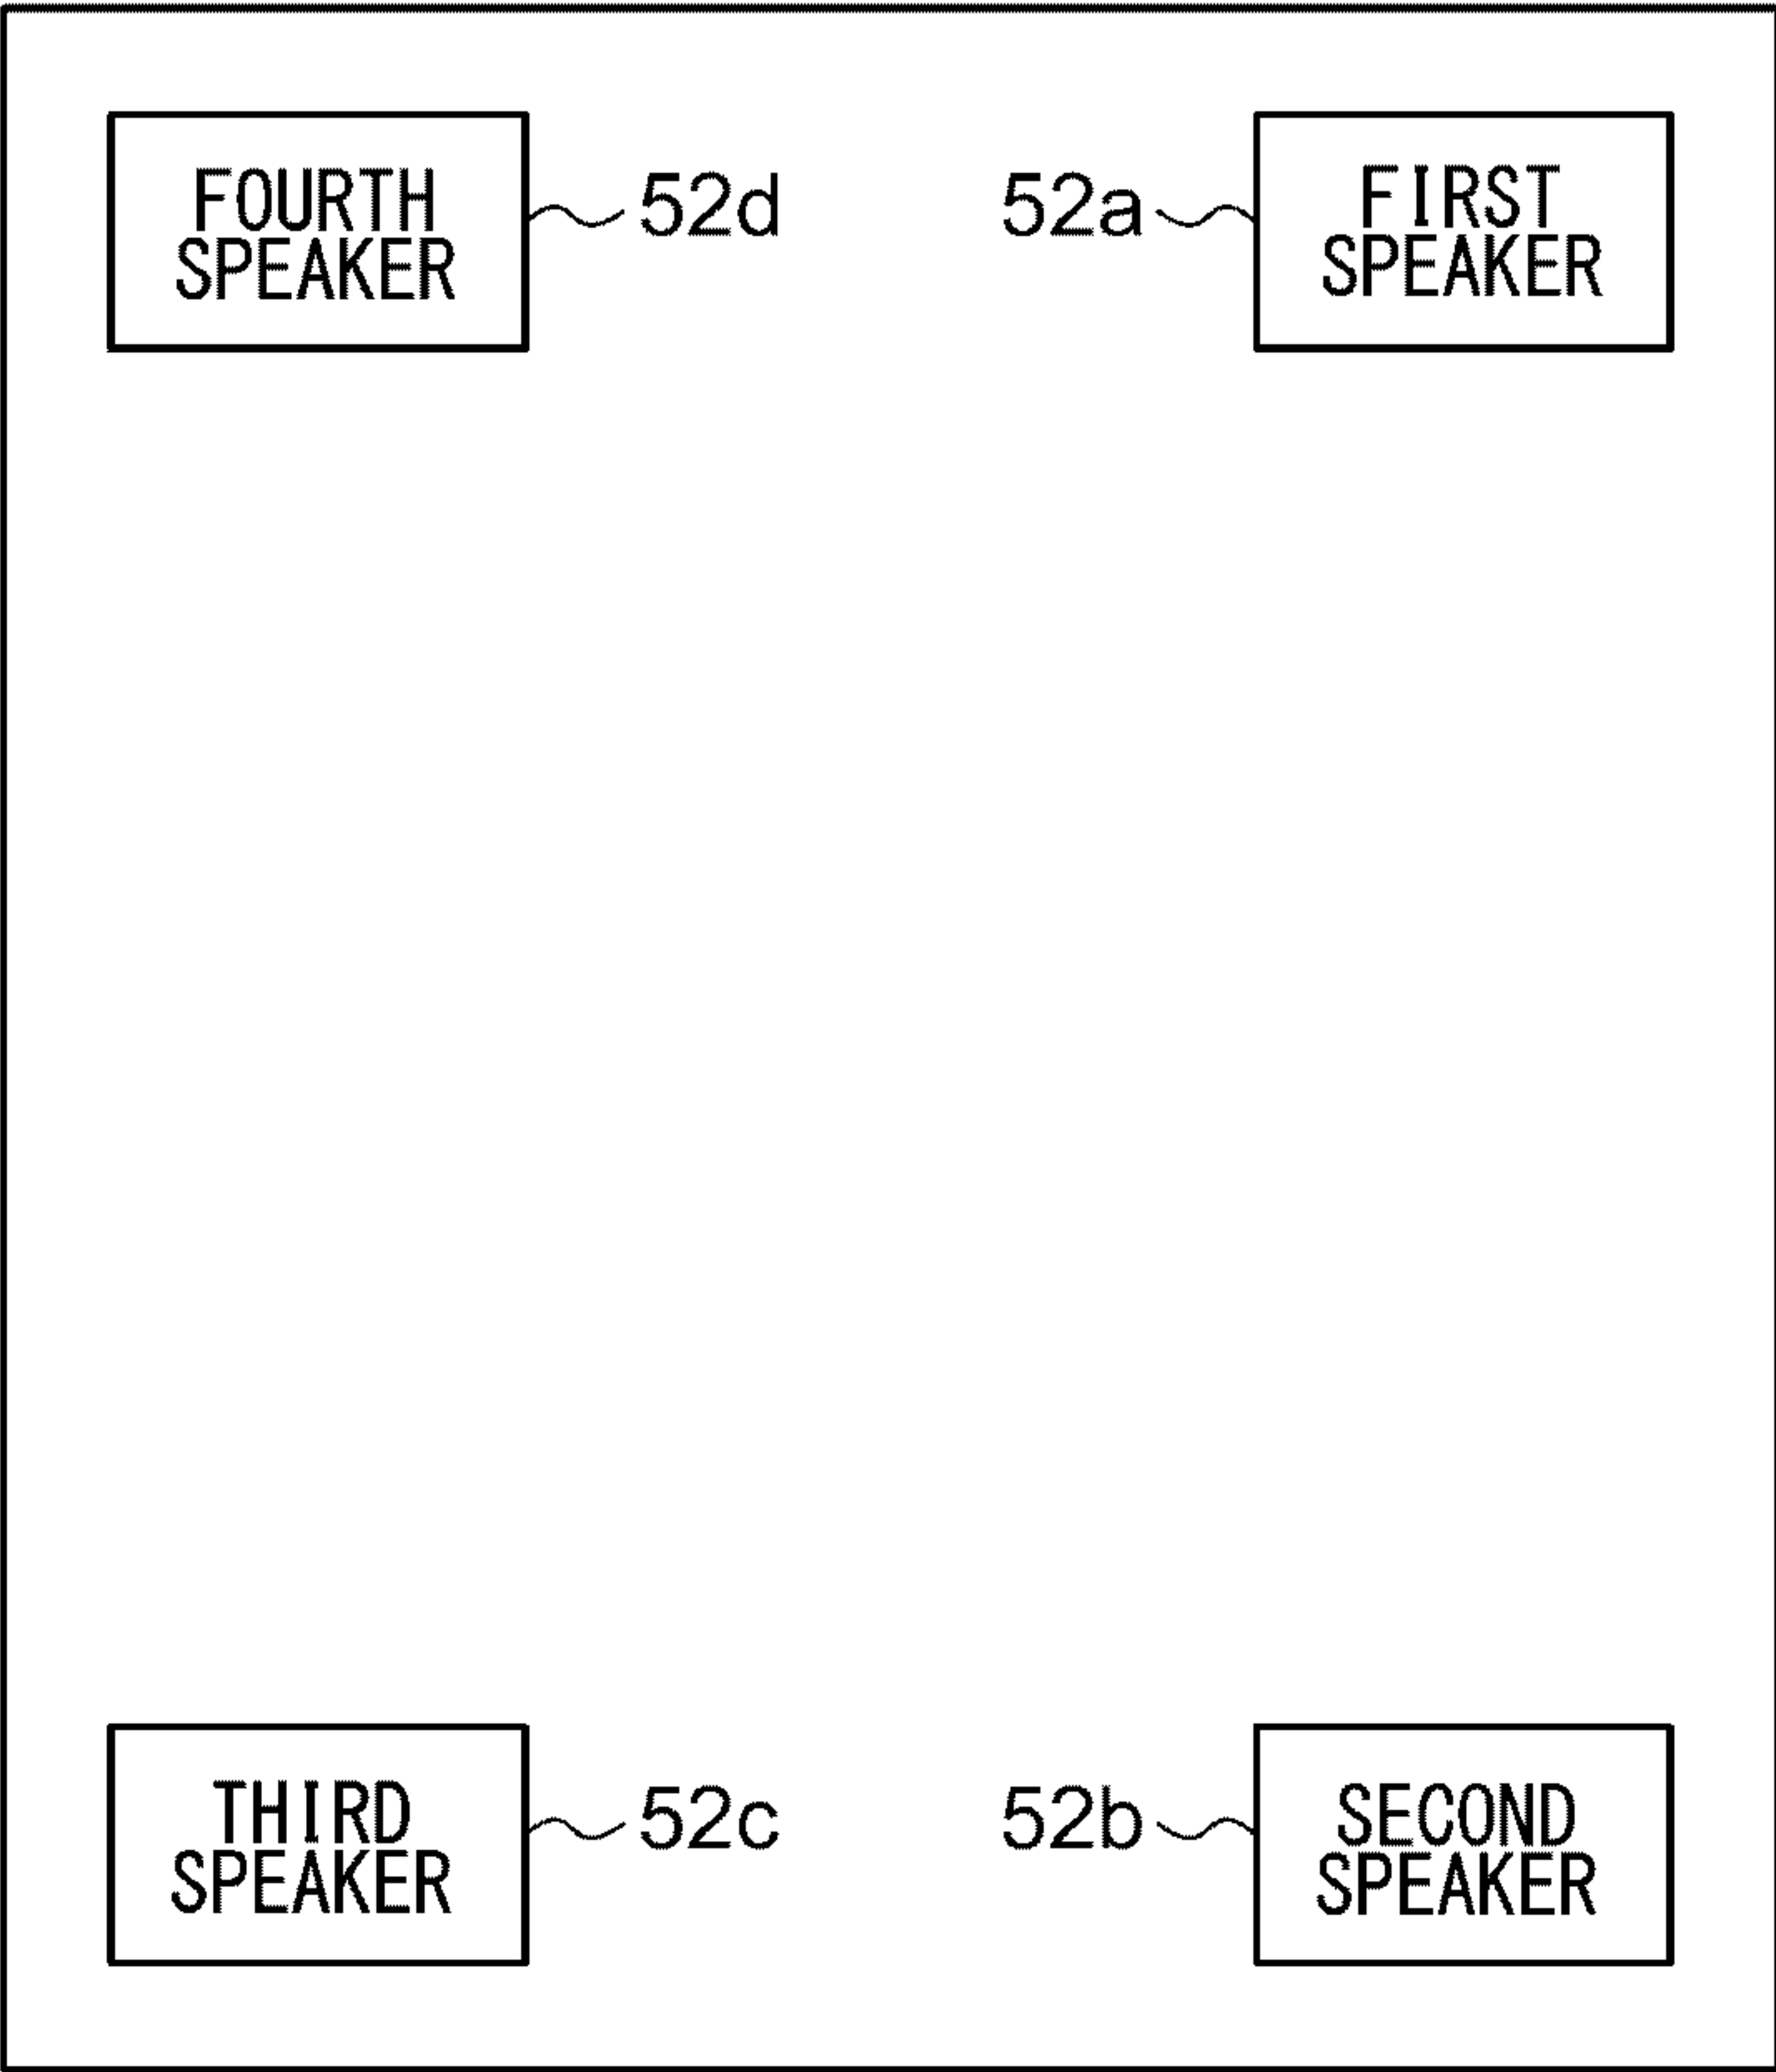 FOURTH
SPEAKER
52d
52a
FIRST
SPEAKER
THIRD
SPEAKER
52c
52b
SECOND
SPEAKER